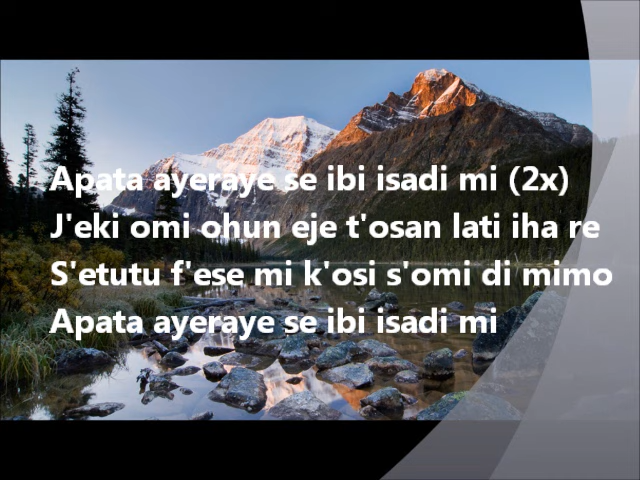 Apata ayeraye se ibi isadi mi (2x)
J'eki omi ohun eje t'osan lati iha re
S'etutu f'ese mi k'osi s'omi di mimo
Apata ayeraye se ibi isadi mi